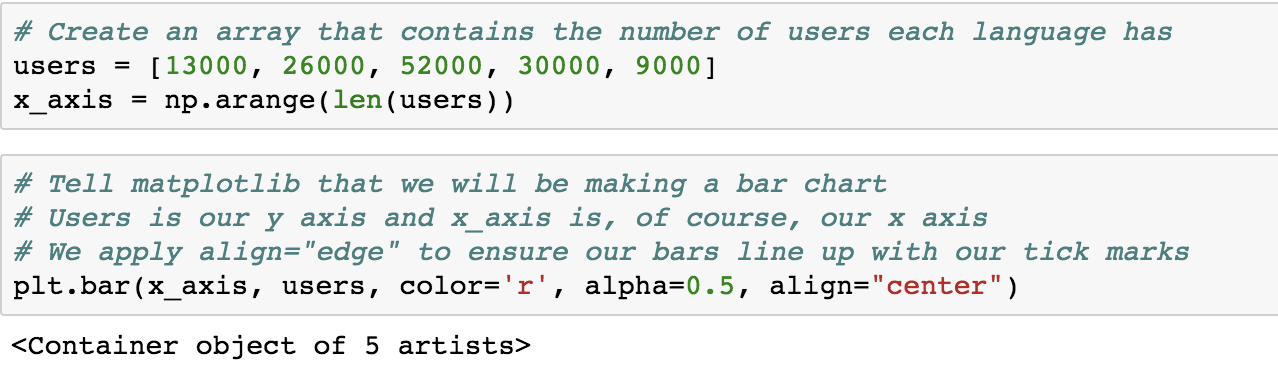 # Create an array that contains the number of users each language has
users = [13000, 26000, 52000, 30000, 9000]
x_axis = np.arange(len(users))
# Tell matplotlib that we will be making a bar chart
# Users is our y axis and x_axis is, of course, our x axis
# We apply align="edge" to ensure our bars line up with our tick marks
plt.bar(x_axis, users, color='r', alpha=0.5, align="center")
<Container object of 5 artists>